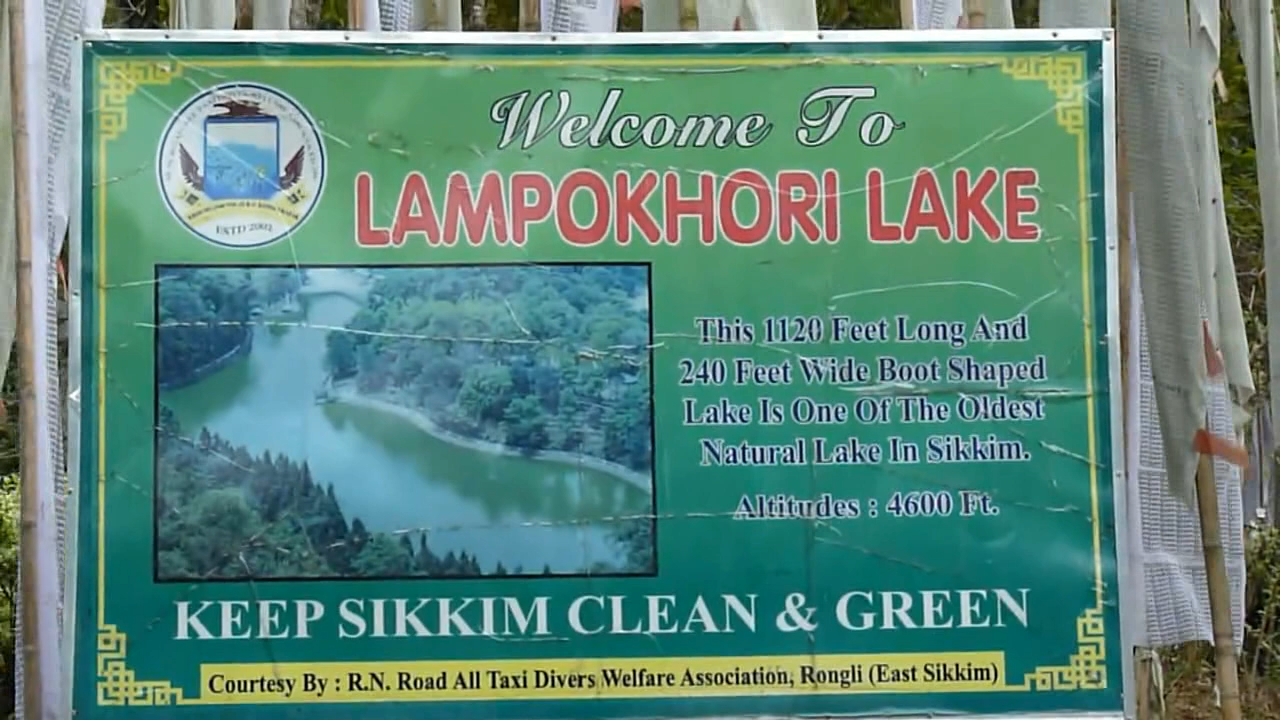 Welcome To
LAMPOKHORI LAKE
ESTD 2002
This 1120 Feet Long And
240 Feet Wide Boot Shaped
Lake Is One Of The Oldest
Natural Lake In Sikkim.
Altitudes : 4600 Ft.
KEEP SIKKIM CLEAN & GREEN
Courtesy By : R.N. Road All Taxi Divers Welfare Association, Rongli (East Sikkim)